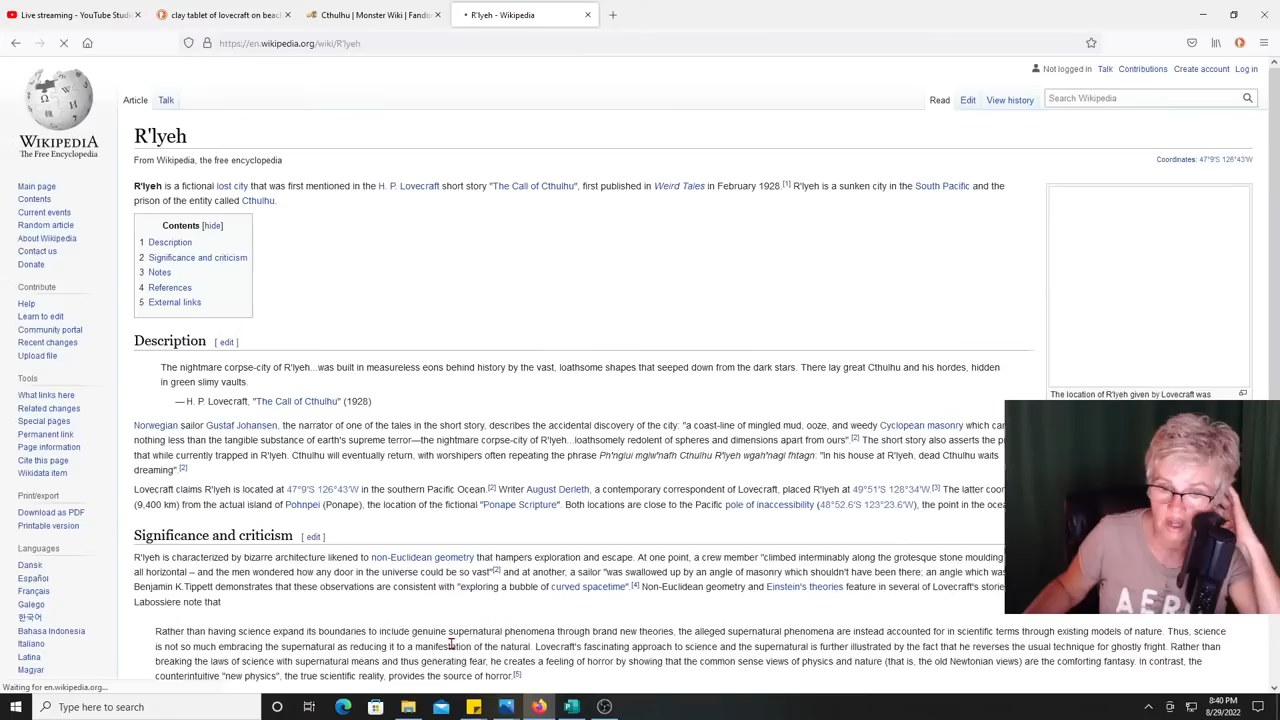 Live streaming - YouTube Studi
clay tablet of lovecraft on beac
Cthulhu | Monster Wiki | Fando
R'lyeh - Wikipedia
https://en.wikipedia.org/wiki/R'lyeh
Not logged in Talk Contributions Create account Log in
Article Talk Read Edit View history Search Wikipedia
WIKIPEDIA
The Free Encyclopedia
Main page
Contents
Current events
Random article
About Wikipedia
Contact us
Donate
Contribute
Help
Learn to edit
Community portal
Recent changes
Upload file
Tools
What links here
Related changes
Special pages
Permanent link
Page information
Cite this page
Wikidata item
Print/export
Download as PDF
Printable version
Languages
Dansk
Español
Français
Galego
한국어
Bahasa Indonesia
Italiano
Latina
Magyar
R'lyeh
From Wikipedia, the free encyclopedia
Coordinates: 47°9′S 126°43′W
R'lyeh is a fictional lost city that was first mentioned in the H. P. Lovecraft short story "The Call of Cthulhu", first published in Weird Tales in February 1928.[1] R'lyeh is a sunken city in the South Pacific and the
prison of the entity called Cthulhu.
Contents [hide]
1 Description
2 Significance and criticism
3 Notes
4 References
5 External links
The location of R'lyeh given by Lovecraft was
Description [ edit ]
The nightmare corpse-city of R'lyeh...was built in measureless eons behind history by the vast, loathsome shapes that seeped down from the dark stars. There lay great Cthulhu and his hordes, hidden
in green slimy vaults.
— H. P. Lovecraft, "The Call of Cthulhu" (1928)
Norwegian sailor Gustaf Johansen, the narrator of one of the tales in the short story, describes the accidental discovery of the city: "a coast-line of mingled mud, ooze, and weedy Cyclopean masonry which can
nothing less than the tangible substance of earth's supreme terror—the nightmare corpse-city of R'lyeh...loathsomely redolent of spheres and dimensions apart from ours".[2] The short story also asserts the pr
that while currently trapped in R'lyeh, Cthulhu will eventually return, with worshipers often repeating the phrase Ph'nglui mglw'nafh Cthulhu R'lyeh wgah'nagl fhtagn: "In his house at R'lyeh, dead Cthulhu waits
dreaming".[2]
Lovecraft claims R'lyeh is located at 47°9′S 126°43′W in the southern Pacific Ocean.[2] Writer August Derleth, a contemporary correspondent of Lovecraft, placed R'lyeh at 49°51′S 128°34′W.[3] The latter coor
(9,400 km) from the actual island of Pohnpei (Ponape), the location of the fictional "Ponape Scripture". Both locations are close to the Pacific pole of inaccessibility (48°52.6′S 123°23.6′W), the point in the ocea
Significance and criticism [ edit ]
R'lyeh is characterized by bizarre architecture likened to non-Euclidean geometry that hampers exploration and escape. At one point, a crew member "climbed interminably along the grotesque stone moulding
all horizontal – and the men wondered how any door in the universe could be so vast"[2] and at another, a sailor "was swallowed up by an angle of masonry which shouldn't have been there; an angle which was
Benjamin K.Tippett demonstrates that these observations are consistent with "exploring a bubble of curved spacetime".[4] Non-Euclidean geometry and Einstein's theories feature in several of Lovecraft's storie
Labossiere note that
Rather than having science expand its boundaries to include genuine supernatural phenomena through brand new theories, the alleged supernatural phenomena are instead accounted for in scientific terms through existing models of nature. Thus, science
is not so much embracing the supernatural as reducing it to a manifestation of the natural. Lovecraft's fascinating approach to science and the supernatural is further illustrated by the fact that he reverses the usual technique for ghostly fright. Rather than
breaking the laws of science with supernatural means and thus generating fear, he creates a feeling of horror by showing that the commonsense views of physics and nature (that is, the old Newtonian views) are the comforting fantasy. In contrast, the
counterintuitive "new physics", the true scientific reality, provides the source of horror.[5]
AER
Waiting for en.wikipedia.org...
Type here to search
8:40 PM
8/29/2022